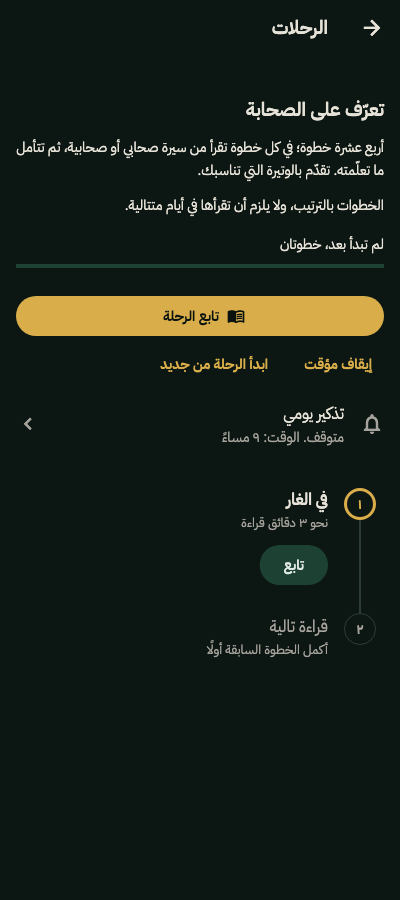 الرحلات
تعرّف على الصحابة
أربع عشرة خطوة؛ في كل خطوة تقرأ من سيرة صحابي أو صحابية، ثم تتأمل
ما تعلّمته. تقدّم بالوتيرة التي تناسبك.
الخطوات بالترتيب، ولا يلزم أن تقرأها في أيام متتالية.
لم تبدأ بعد، خطوتان
تابع الرحلة
إيقاف مؤقت
ابدأ الرحلة من جديد
تذكير يومي
متوقف. الوقت: ٩ مساءً
١
في الغار
نحو ٣ دقائق قراءة
تابع
٢
قراءة تالية
أكمل الخطوة السابقة أولًا